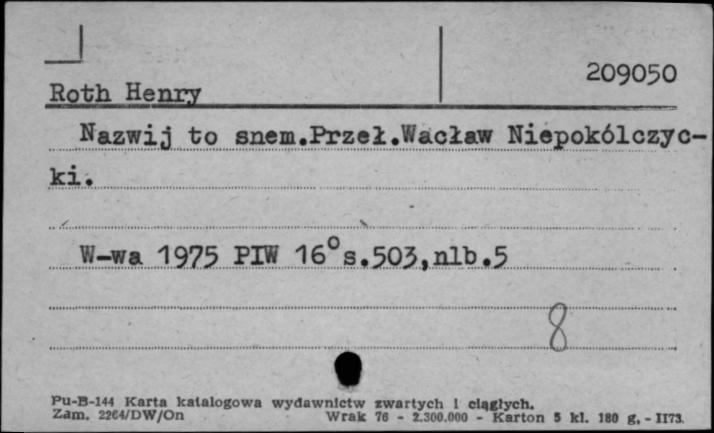 209050
Roth Henry
Nazwij to snem.Przeł.Wacław Niepokólczyc-
ki.
W-wa 1975 PIW 16° s.503,nlb.5
8
Pu-B-144 Karta katalogowa wydawnictw zwartych i ciągłych.
Zam. 2264/DW/On Wrak 76 - 2.300.000 - Karton 5 kl. 180 g. - II73.